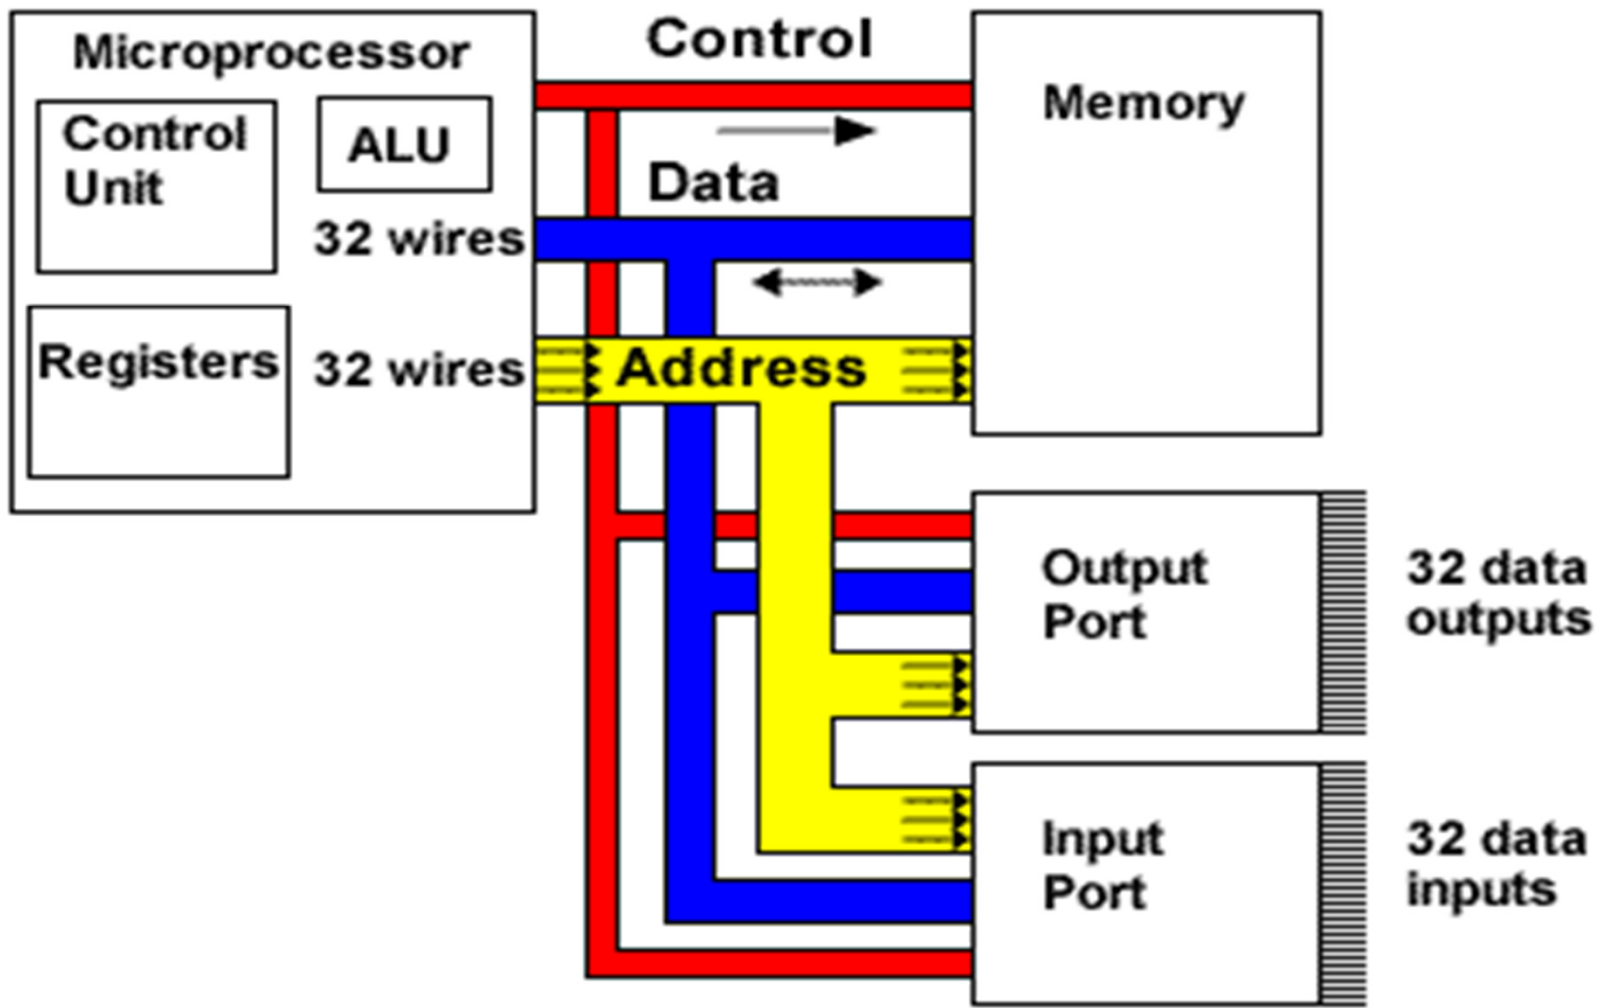 Microprocessor
Control
Unit
ALU
32 wires
Registers
32 wires
Control
Data
Address
Memory
Output
Port
32 data
outputs
Input
Port
32 data
inputs